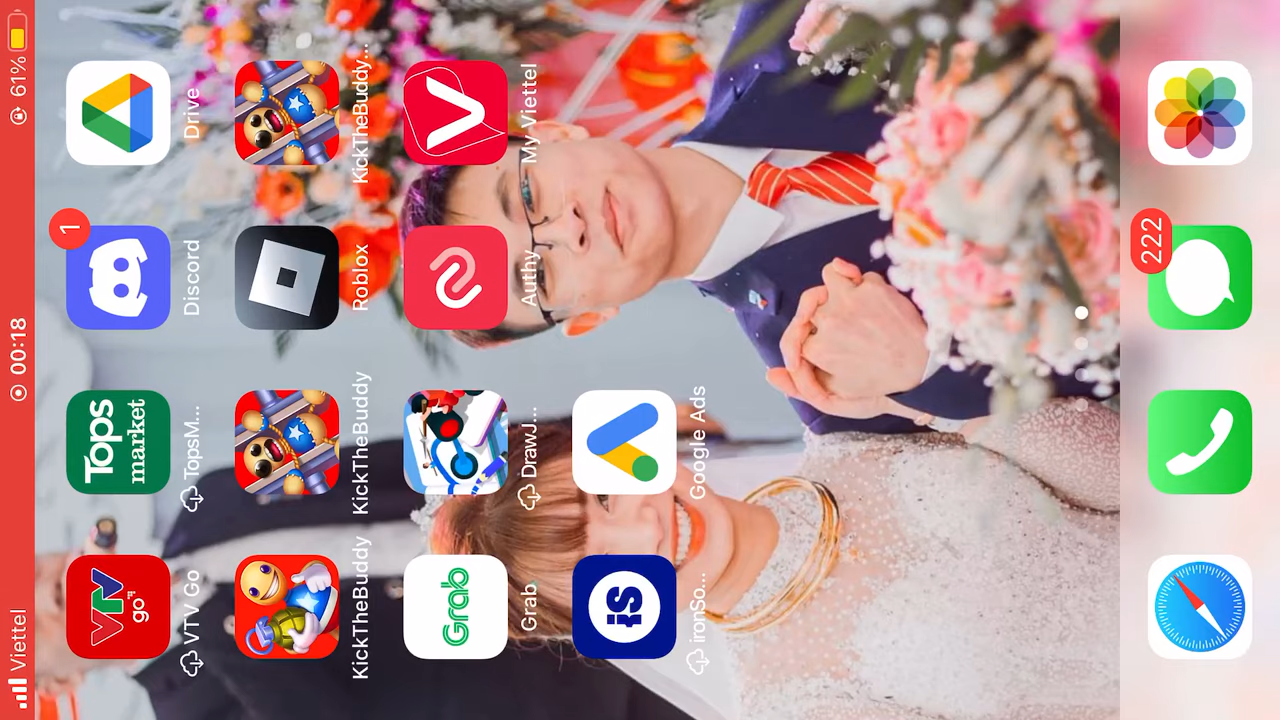 Viettel
00:18
61%
VTV
go
Tops
market
1
VTV Go
TopsM...
Discord
Drive
KickTheBuddy
KickTheBuddy
Roblox
KickTheBuddy...
Grab
Grab
DrawJ...
Authy
My Viettel
iS
ironSo...
Google Ads
222